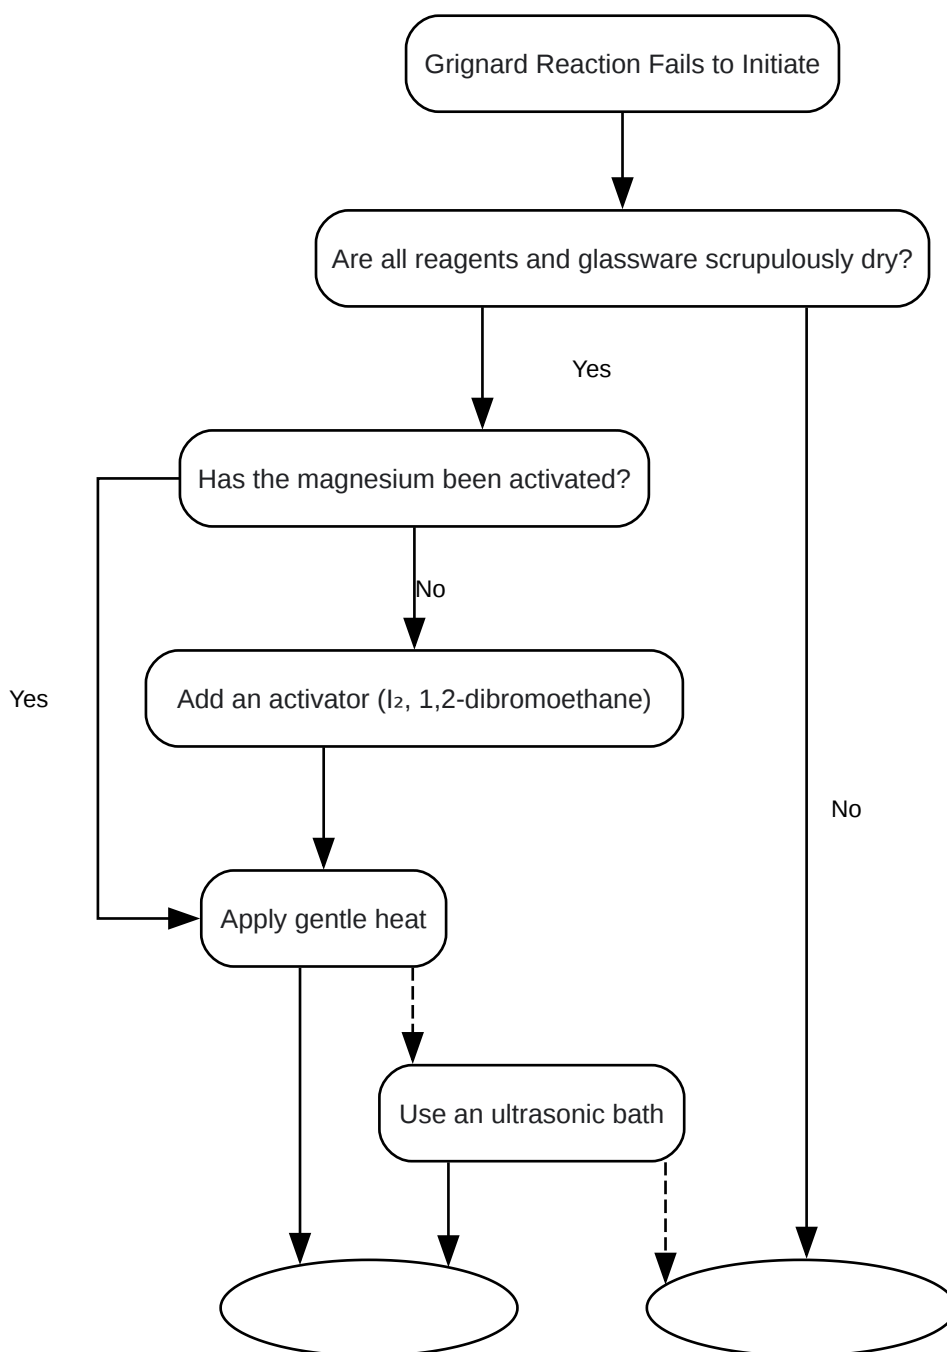 Grignard Reaction Fails to Initiate
Are all reagents and glassware scrupulously dry?
Yes
Has the magnesium been activated?
No
Add an activator (I₂, 1,2-dibromoethane)
Yes
No
Apply gentle heat
Use an ultrasonic bath